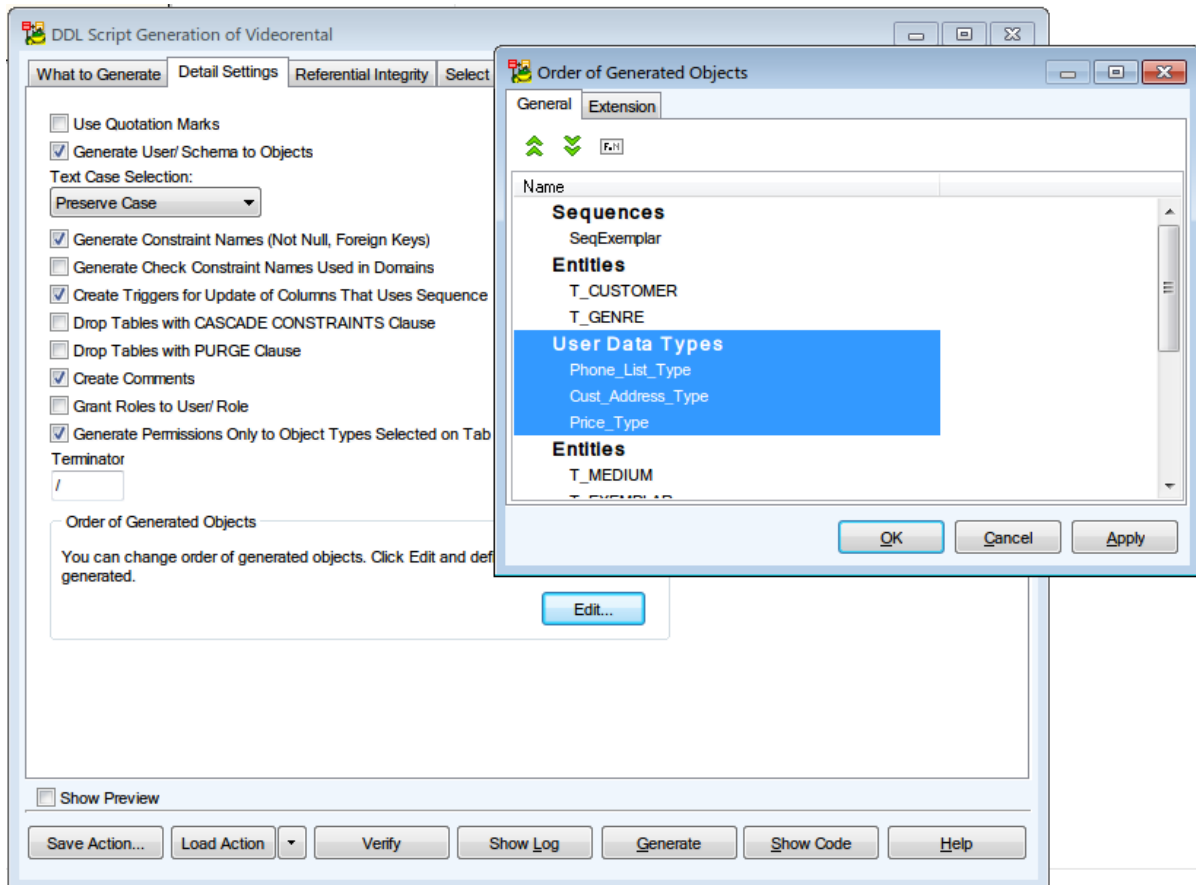 DDL Script Generation of Videorental
What to Generate
Detail Settings
Referential Integrity
Select
Use Quotation Marks
Generate User/ Schema to Objects
Text Case Selection:
Preserve Case
Generate Constraint Names (Not Null, Foreign Keys)
Generate Check Constraint Names Used in Domains
Create Triggers for Update of Columns That Uses Sequence
Drop Tables with CASCADE CONSTRAINTS Clause
Drop Tables with PURGE Clause
Create Comments
Grant Roles to User/ Role
Generate Permissions Only to Object Types Selected on Tab
Terminator
/
Order of Generated Objects
You can change order of generated objects. Click Edit and defi
generated.
Edit...
Show Preview
Save Action...
Load Action
Verify
Show Log
Generate
Show Code
Help
Order of Generated Objects
General
Extension
F.N
Name
Sequences
SeqExemplar
Entities
T_CUSTOMER
T_GENRE
User Data Types
Phone_List_Type
Cust_Address_Type
Price_Type
Entities
T_MEDIUM
T_EXEMPLAR
OK
Cancel
Apply